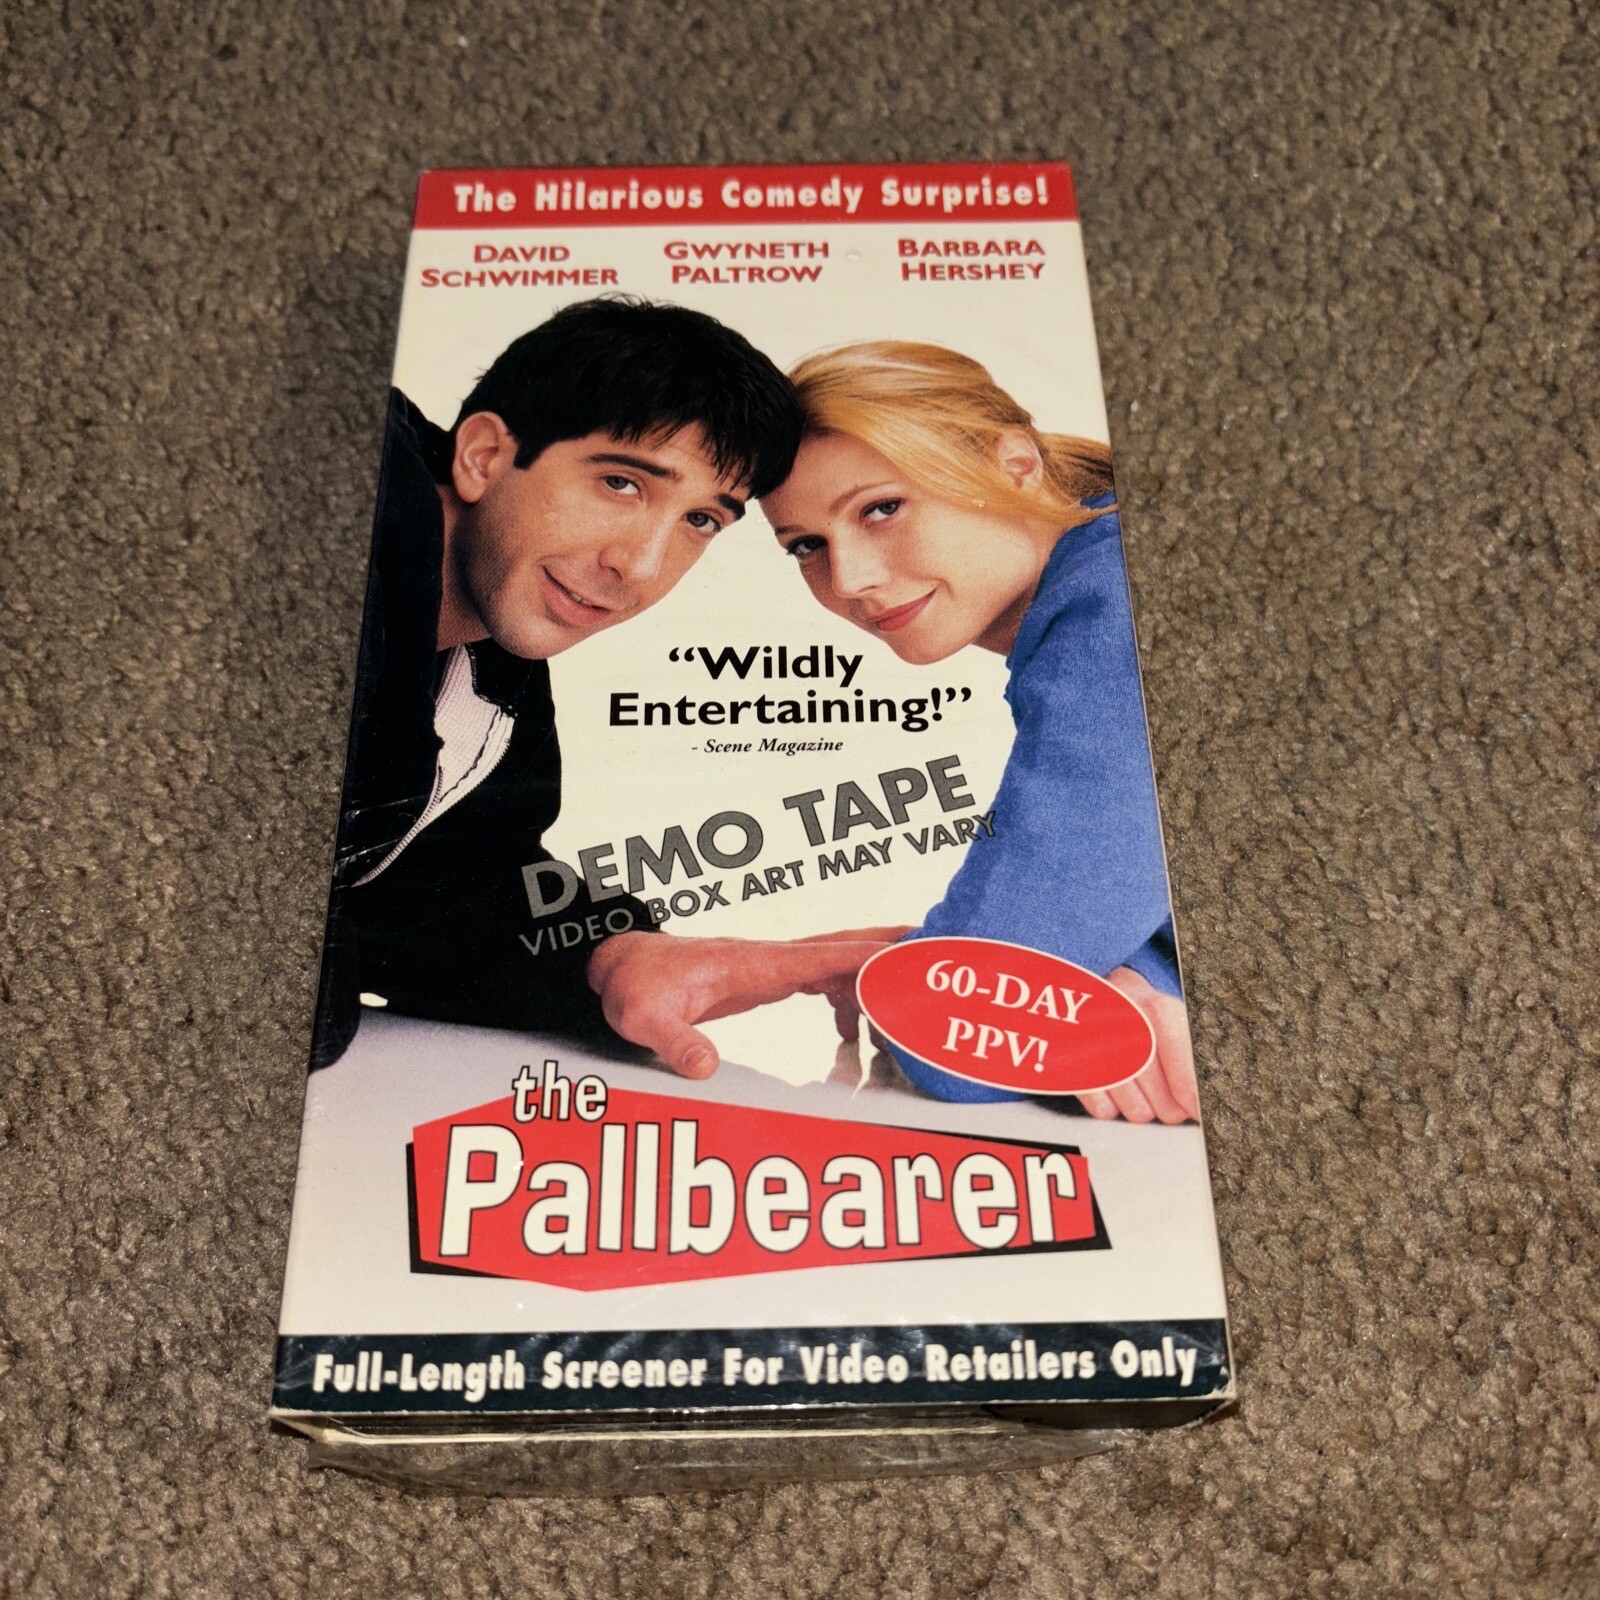 The Hilarious Comedy Surprise!
DAVID SCHWIMMER
GWYNETH PALTROW
BARBARA HERSHEY
“Wildly
Entertaining!”
- Scene Magazine
DEMO TAPE
VIDEO BOX ART MAY VARY
60-DAY
PPV!
the
Pallbearer
Full-Length Screener For Video Retailers Only